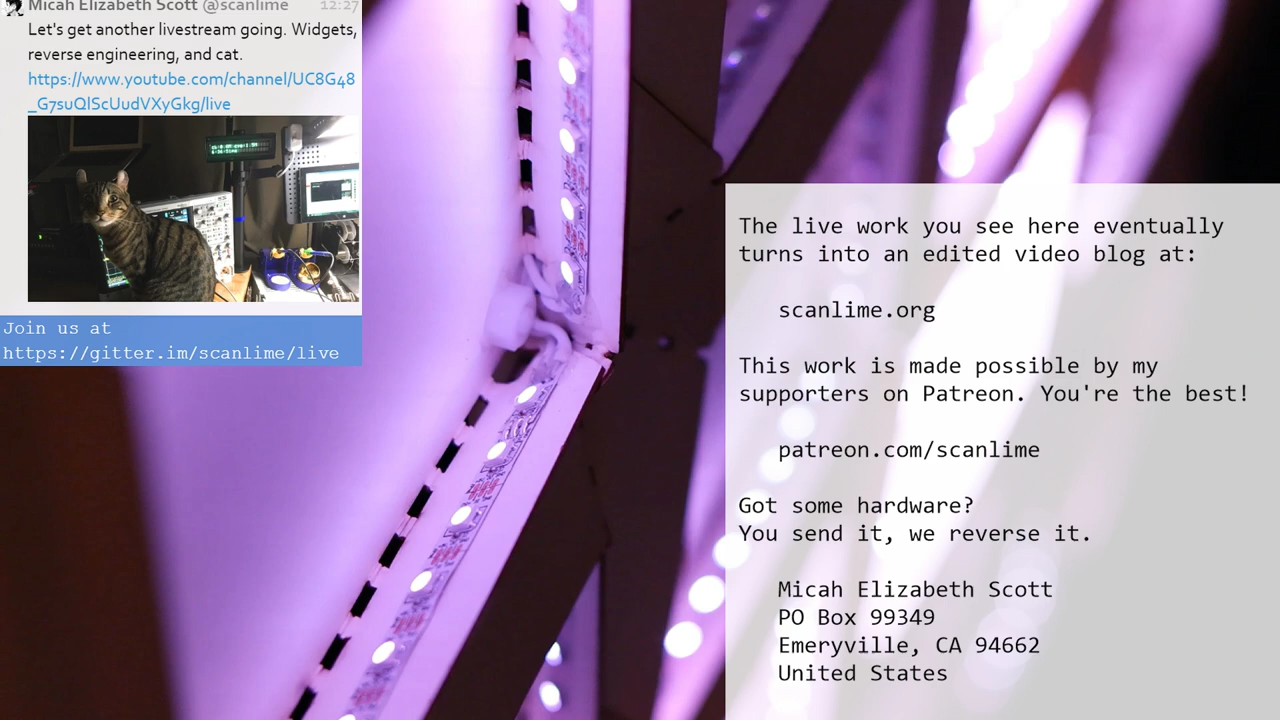 Micah Elizabeth Scott @scanlime 12:27
Let's get another livestream going. Widgets,
reverse engineering, and cat.
https://www.youtube.com/channel/UC8G48
_G7suQlScUudVXyGkg/live
Join us at
https://gitter.im/scanlime/live
The live work you see here eventually
turns into an edited video blog at:
scanlime.org
This work is made possible by my
supporters on Patreon. You're the best!
patreon.com/scanlime
Got some hardware?
You send it, we reverse it.
Micah Elizabeth Scott
PO Box 99349
Emeryville, CA 94662
United States